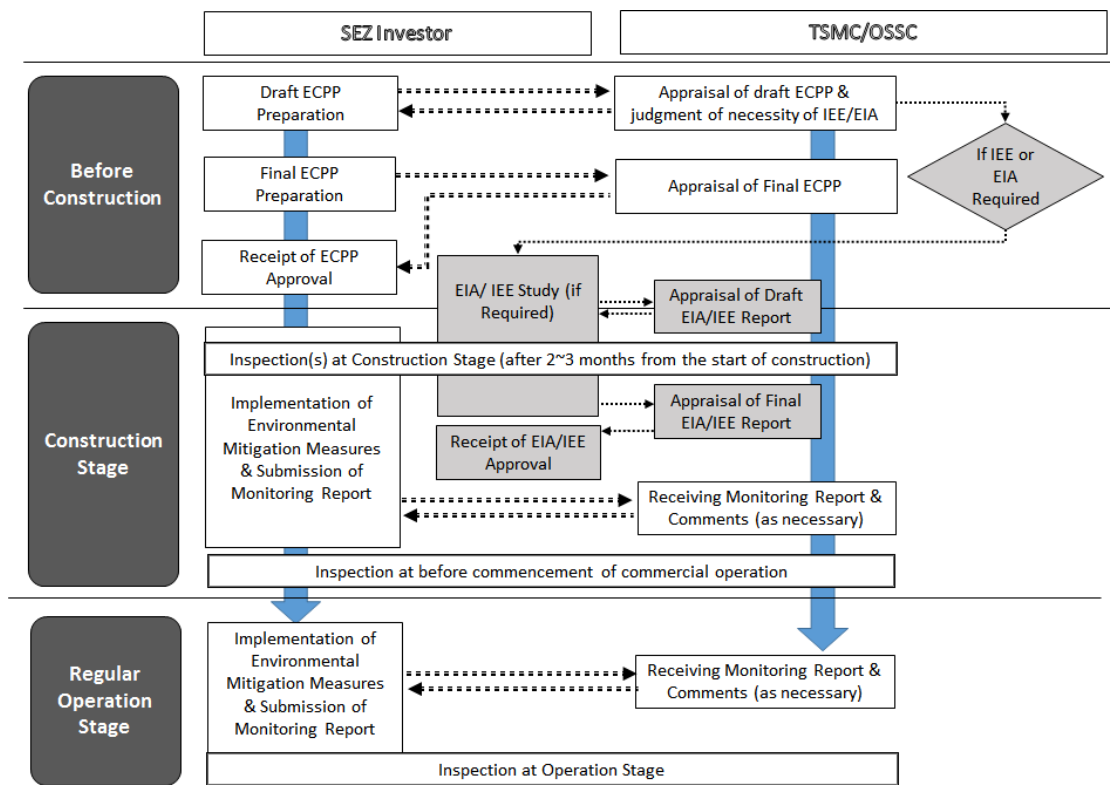 SEZ Investor
TSMC/OSSC
Before
Construction
Draft ECPP
Preparation
Appraisal of draft ECPP &
judgment of necessity of IEE/EIA
If IEE or
EIA
Required
Final ECPP
Preparation
Appraisal of Final ECPP
Receipt of ECPP
Approval
EIA/ IEE Study (if
Required)
Appraisal of Draft
EIA/IEE Report
Construction
Stage
Inspection(s) at Construction Stage (after 2~3 months from the start of construction)
Implementation of
Environmental
Mitigation Measures
& Submission of
Monitoring Report
Appraisal of Final
EIA/IEE Report
Receipt of EIA/IEE
Approval
Receiving Monitoring Report &
Comments (as necessary)
Inspection at before commencement of commercial operation
Regular
Operation
Stage
Implementation of
Environmental
Mitigation Measures
& Submission of
Monitoring Report
Receiving Monitoring Report &
Comments (as necessary)
Inspection at Operation Stage